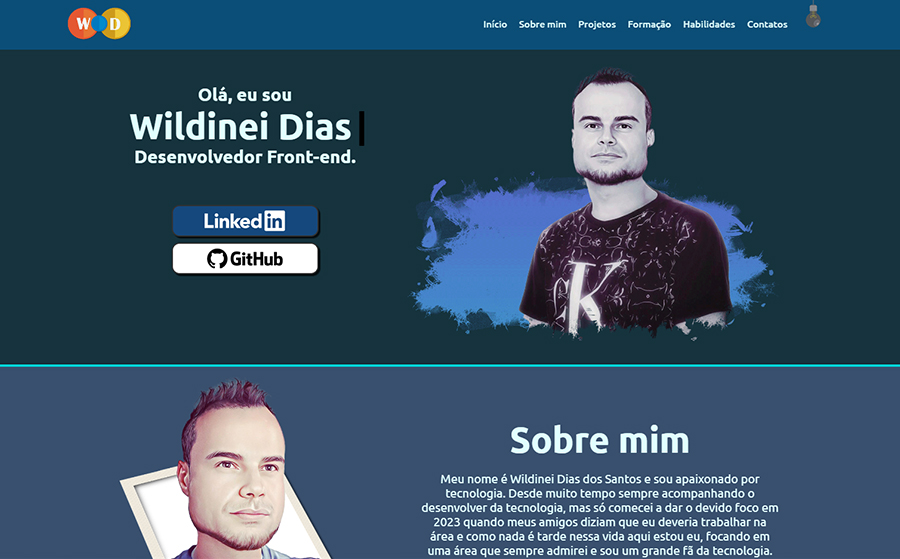 W D
Início Sobre mim Projetos Formação Habilidades Contatos
Olá, eu sou
Wildinei Dias
Desenvolvedor Front-end.
Linked in
GitHub
K
Sobre mim
Meu nome é Wildinei Dias dos Santos e sou apaixonado por
tecnologia. Desde muito tempo sempre acompanhando o
desenvolver da tecnologia, mas só comecei a dar o devido foco em
2023 quando meus amigos diziam que eu deveria trabalhar na
área e como nada é tarde nessa vida aqui estou eu, focando em
uma área que sempre admirei e sou um grande fã da tecnologia.